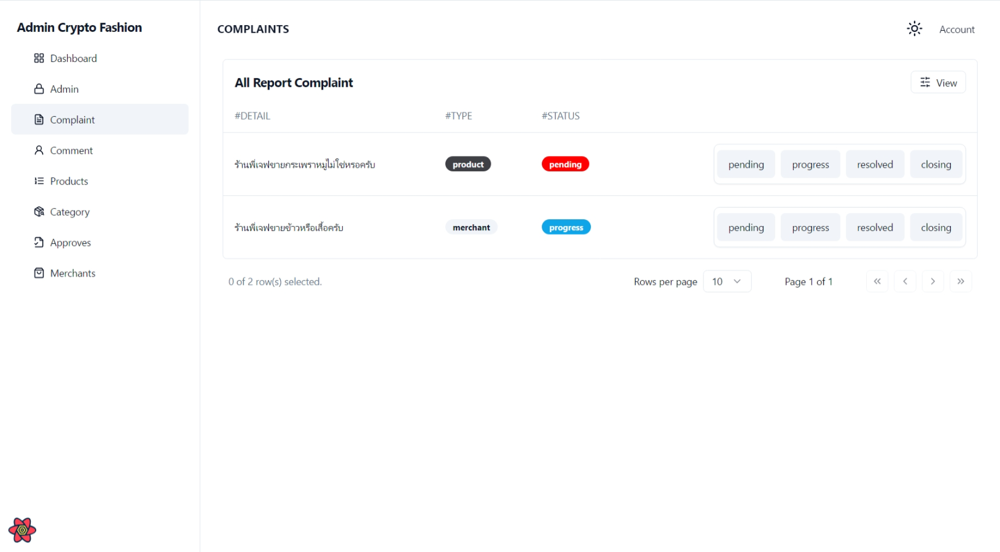 Admin Crypto Fashion
Dashboard
Admin
Complaint
Comment
Products
Category
Approves
Merchants
COMPLAINTS
Account
All Report Complaint
View
#DETAIL #TYPE #STATUS
ร้านพี่เจฟขายกระเพราหมูไม่ใช่หรอครับ product pending pending progress resolved closing
ร้านพี่เจฟขายข้าวหรือเสื้อครับ merchant progress pending progress resolved closing
0 of 2 row(s) selected. Rows per page 10 Page 1 of 1